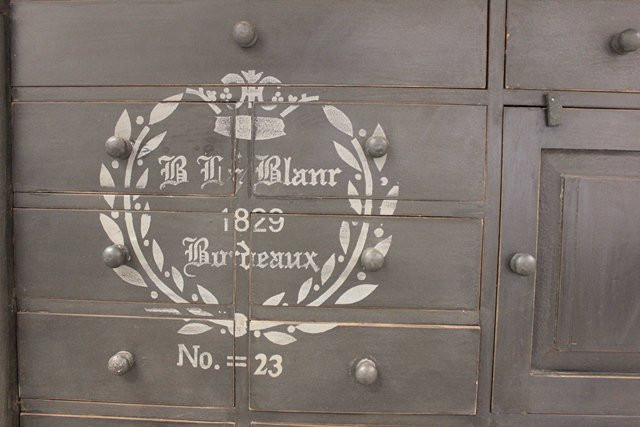 B Le Blanc
1829
Bordeaux
No. = 23